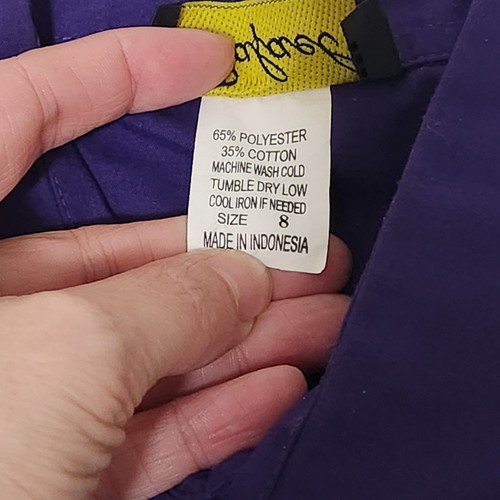 65% POLYESTER
35% COTTON
MACHINE WASH COLD
TUMBLE DRY LOW
COOL IRON IF NEEDED
SIZE 8
MADE IN INDONESIA